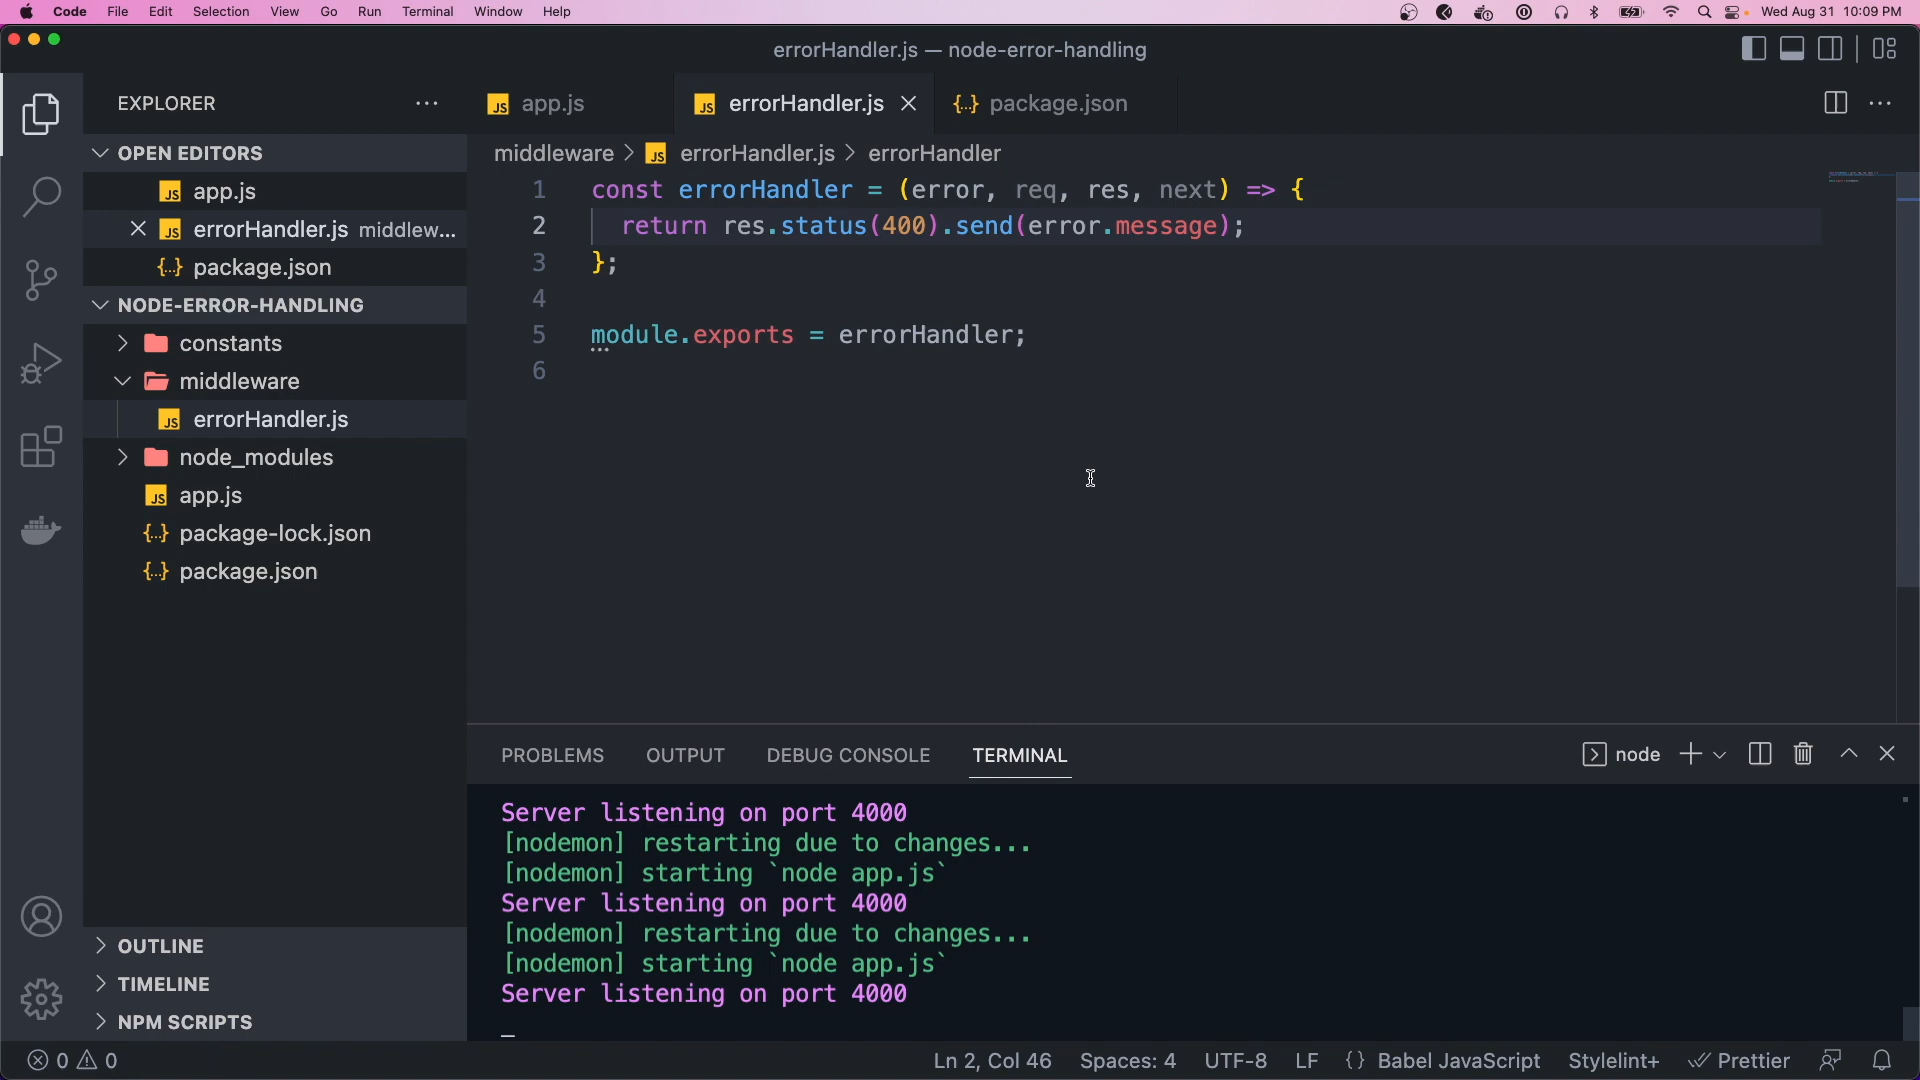 Code File Edit Selection View Go Run Terminal Window Help Wed Aug 31 10:09 PM
errorHandler.js — node-error-handling
EXPLORER
JS app.js
JS errorHandler.js
{..} package.json
OPEN EDITORS
JS app.js
JS errorHandler.js middlew...
{..} package.json
NODE-ERROR-HANDLING
constants
middleware
JS errorHandler.js
node_modules
JS app.js
{..} package-lock.json
{..} package.json
OUTLINE
TIMELINE
NPM SCRIPTS
middleware > JS errorHandler.js > errorHandler
1 const errorHandler = (error, req, res, next) => {
2 return res.status(400).send(error.message);
3 };
4
5 module.exports = errorHandler;
6
PROBLEMS OUTPUT DEBUG CONSOLE TERMINAL node
Server listening on port 4000
[nodemon] restarting due to changes...
[nodemon] starting `node app.js`
Server listening on port 4000
[nodemon] restarting due to changes...
[nodemon] starting `node app.js`
Server listening on port 4000
0 0 Ln 2, Col 46 Spaces: 4 UTF-8 LF {} Babel JavaScript Stylelint+ Prettier